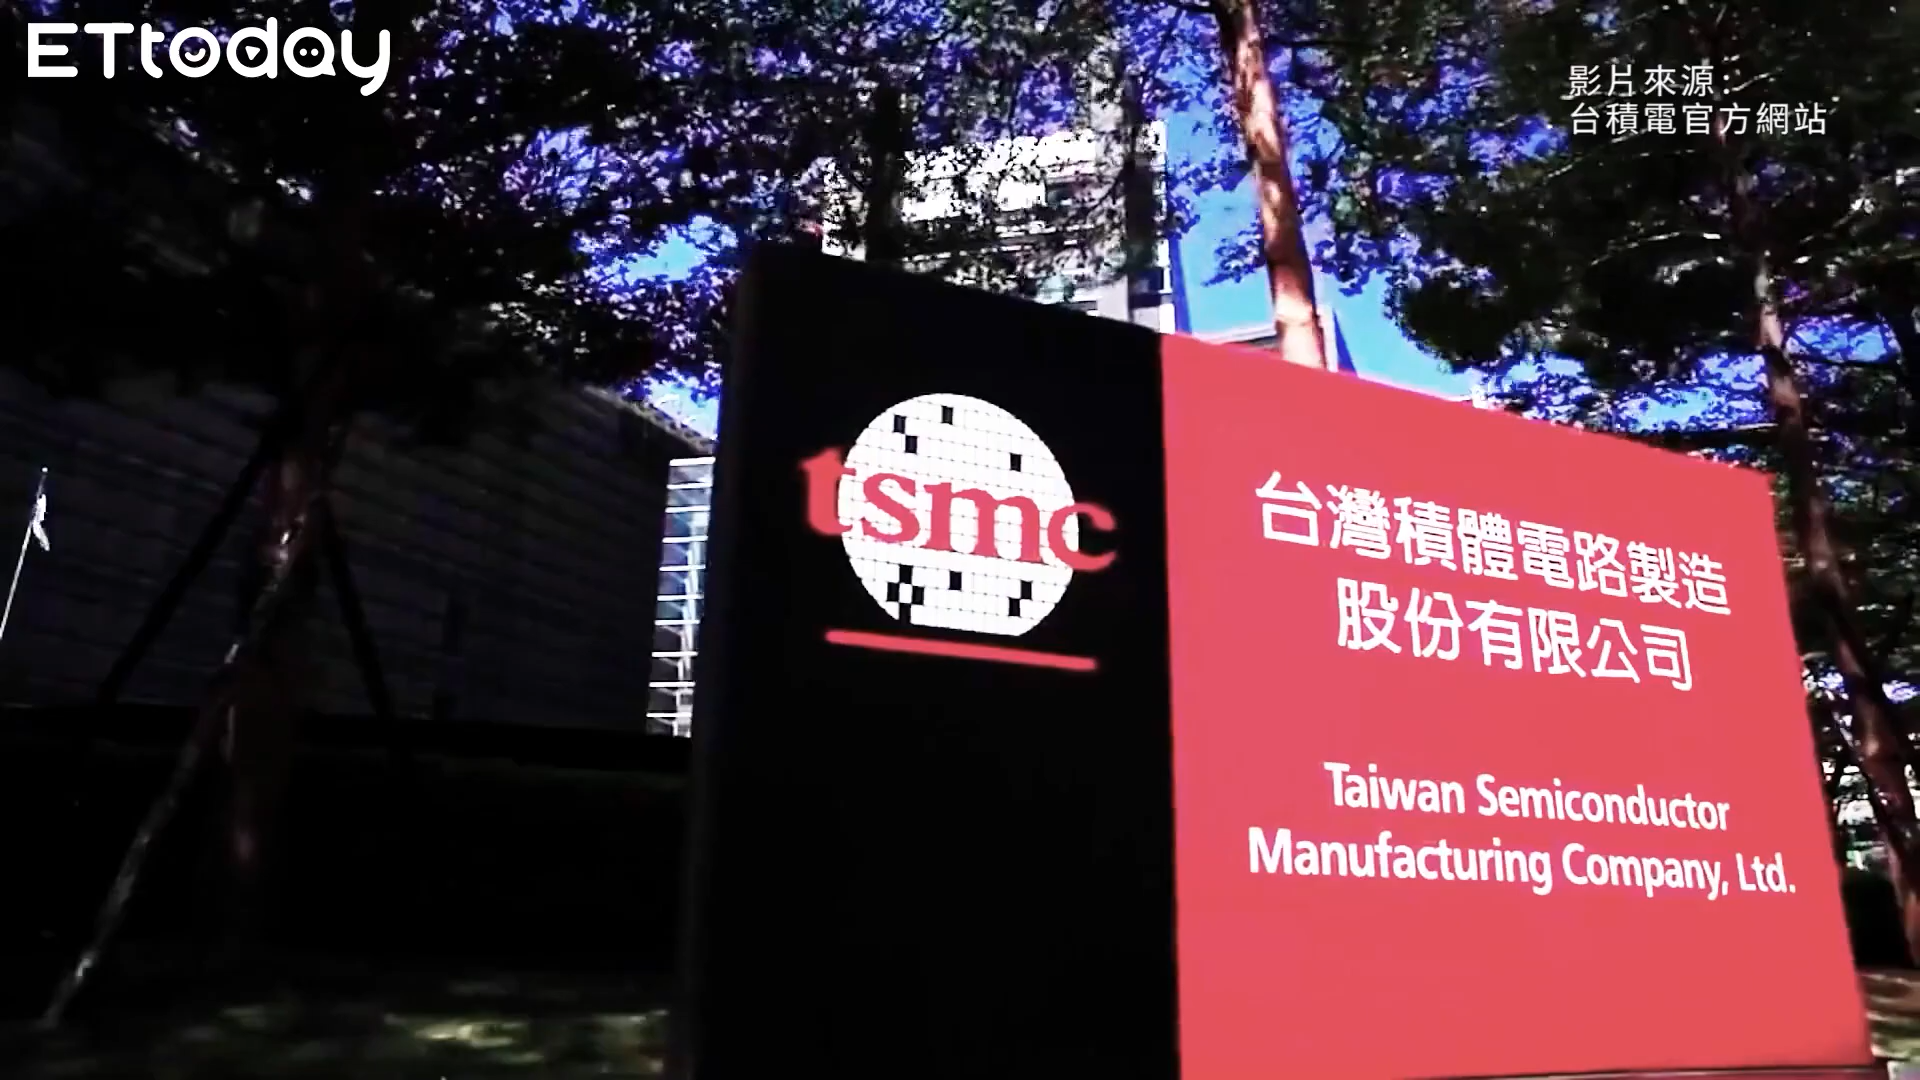 ETtoday
影片來源：
台積電官方網站
tsmc
台灣積體電路製造
股份有限公司
Taiwan Semiconductor
Manufacturing Company, Ltd.